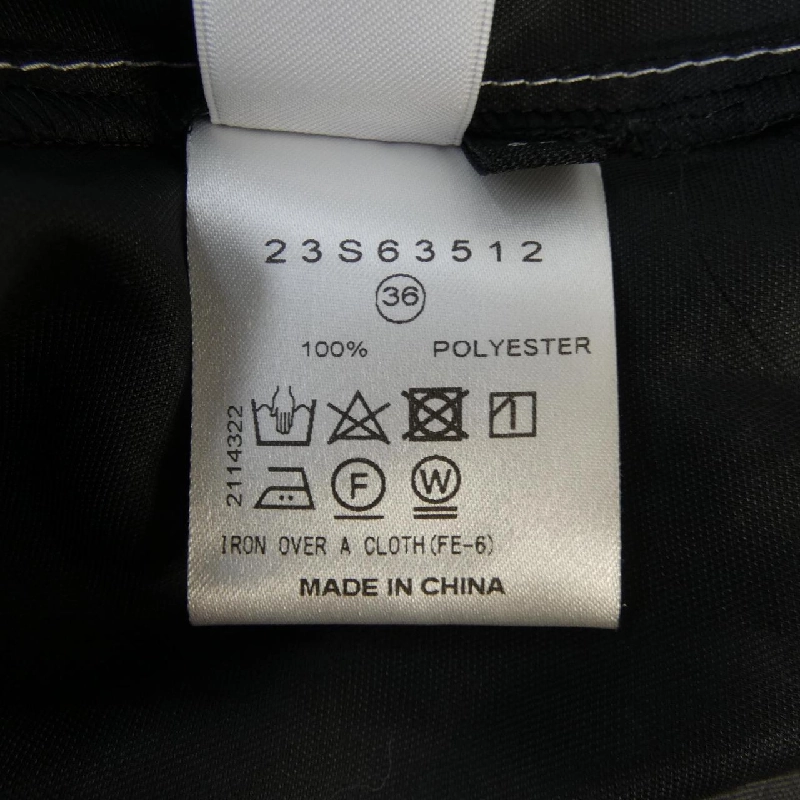 23S63512
36
100% POLYESTER
2114322
F W
IRON OVER A CLOTH(FE-6)
MADE IN CHINA